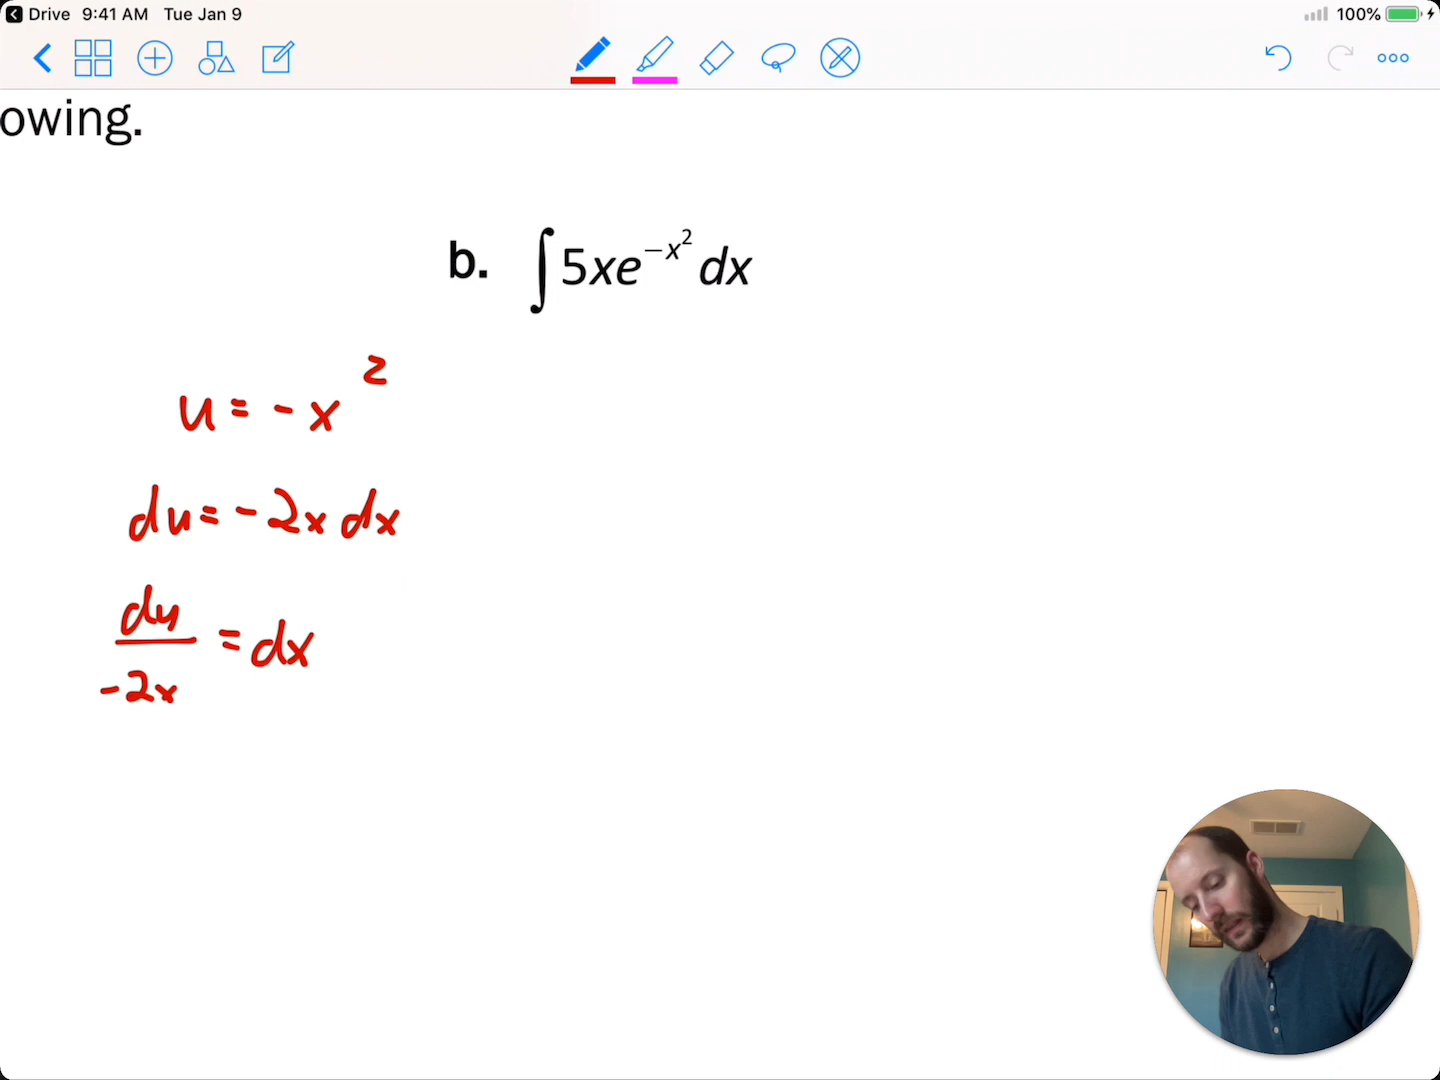 Drive 9:41 AM Tue Jan 9 100%
owing.
b. ∫5xe^{-x^2} dx
u = -x^2
du = -2x dx
du/-2x = dx